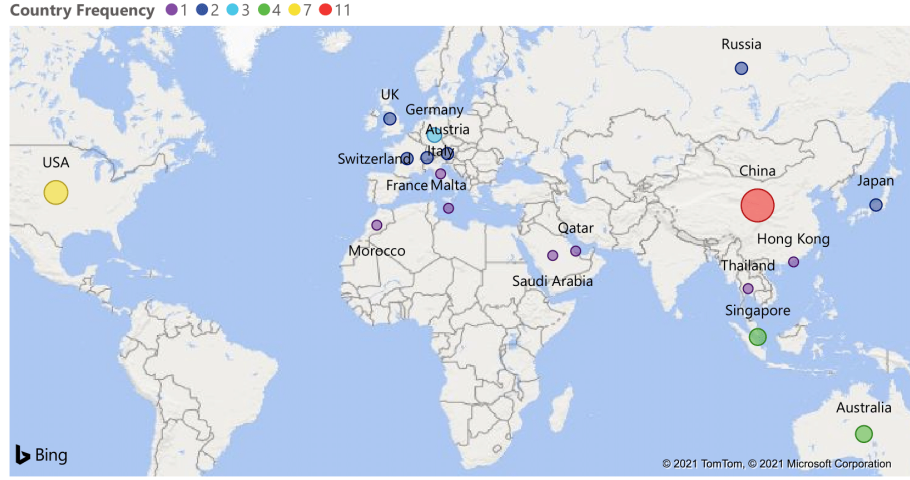 Country Frequency 1 2 3 4 7 11
Russia
UK
Germany
Austria
Italy
Switzerland
USA
China
France Malta
Japan
Qatar
Hong Kong
Morocco
Thailand
Saudi Arabia
Singapore
Australia
Bing
© 2021 TomTom, © 2021 Microsoft Corporation